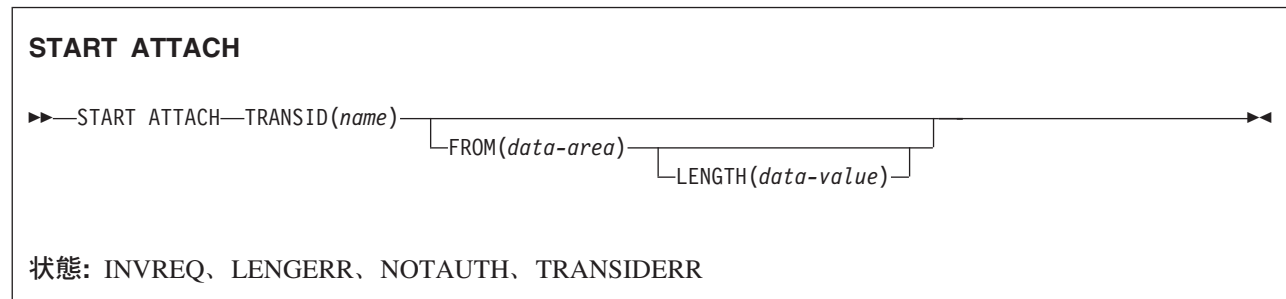 START ATTACH
START ATTACH TRANSID(name)
FROM(data-area)
LENGTH(data-value)
状態: INVREQ、LENGERR、NOTAUTH、TRANSIDERR